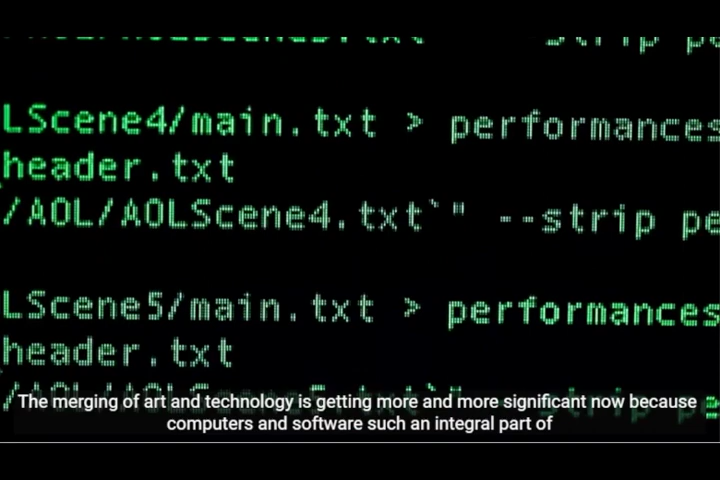 LScene4/main.txt > performances
header.txt
/AOL/AOLScene4.txt`" --strip pe
LScene5/main.txt > performances
header.txt
The merging of art and technology is getting more and more significant now because
computers and software such an integral part of